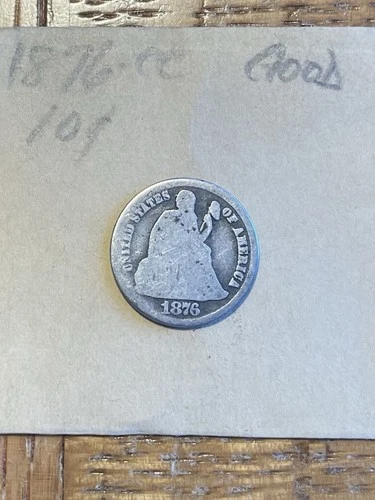 1876-CC Good
10¢
UNITED STATES OF AMERICA
1876